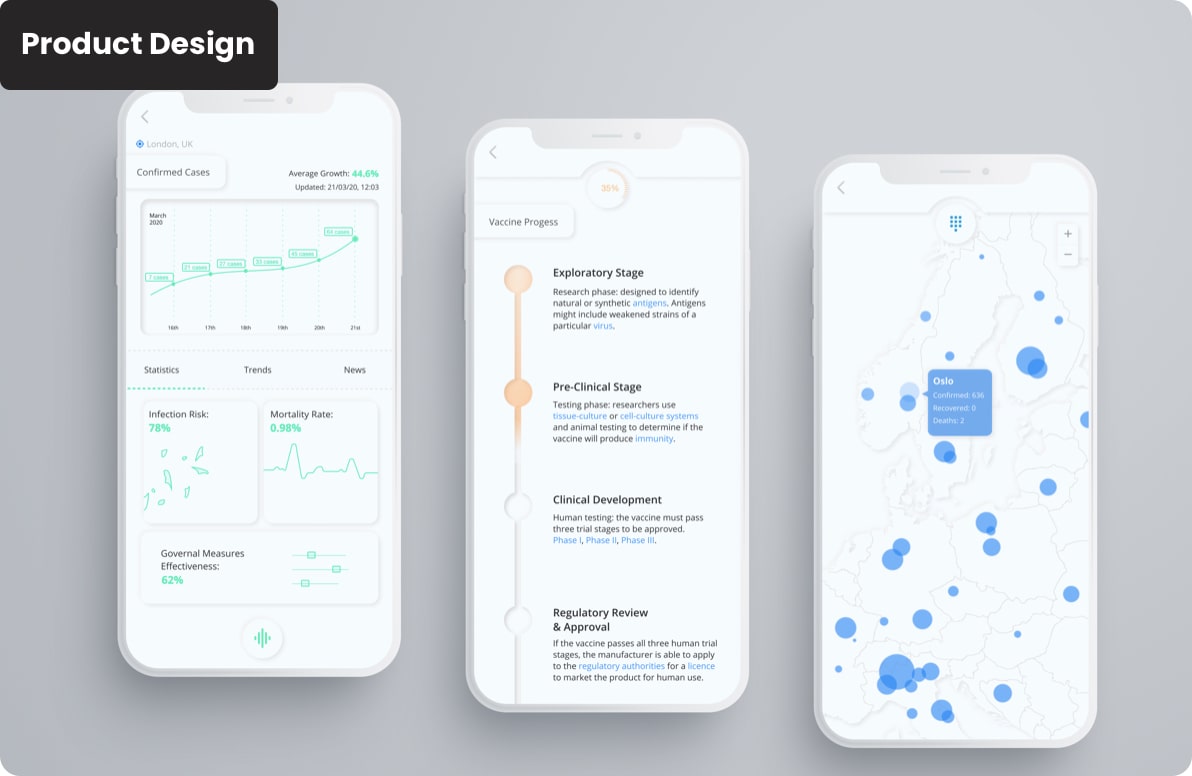 Product Design
London, UK
Confirmed Cases
Average Growth: 44.6%
Updated: 21/03/20, 12:03
March
2020
7 cases
21 cases
27 cases
33 cases
45 cases
64 cases
16th
17th
18th
19th
20th
21st
Statistics
Trends
News
Infection Risk:
78%
Mortality Rate:
0.98%
Governal Measures
Effectiveness:
62%
35%
Vaccine Progess
Exploratory Stage
Research phase: designed to identify
natural or synthetic antigens. Antigens
might include weakened strains of a
particular virus.
Pre-Clinical Stage
Testing phase: researchers use
tissue-culture or cell-culture systems
and animal testing to determine if the
vaccine will produce immunity.
Clinical Development
Human testing: the vaccine must pass
three trial stages to be approved.
Phase I, Phase II, Phase III.
Regulatory Review
& Approval
If the vaccine passes all three human trial
stages, the manufacturer is able to apply
to the regulatory authorities for a licence
to market the product for human use.
+
−
Oslo
Confirmed: 636
Recovered: 0
Deaths: 2